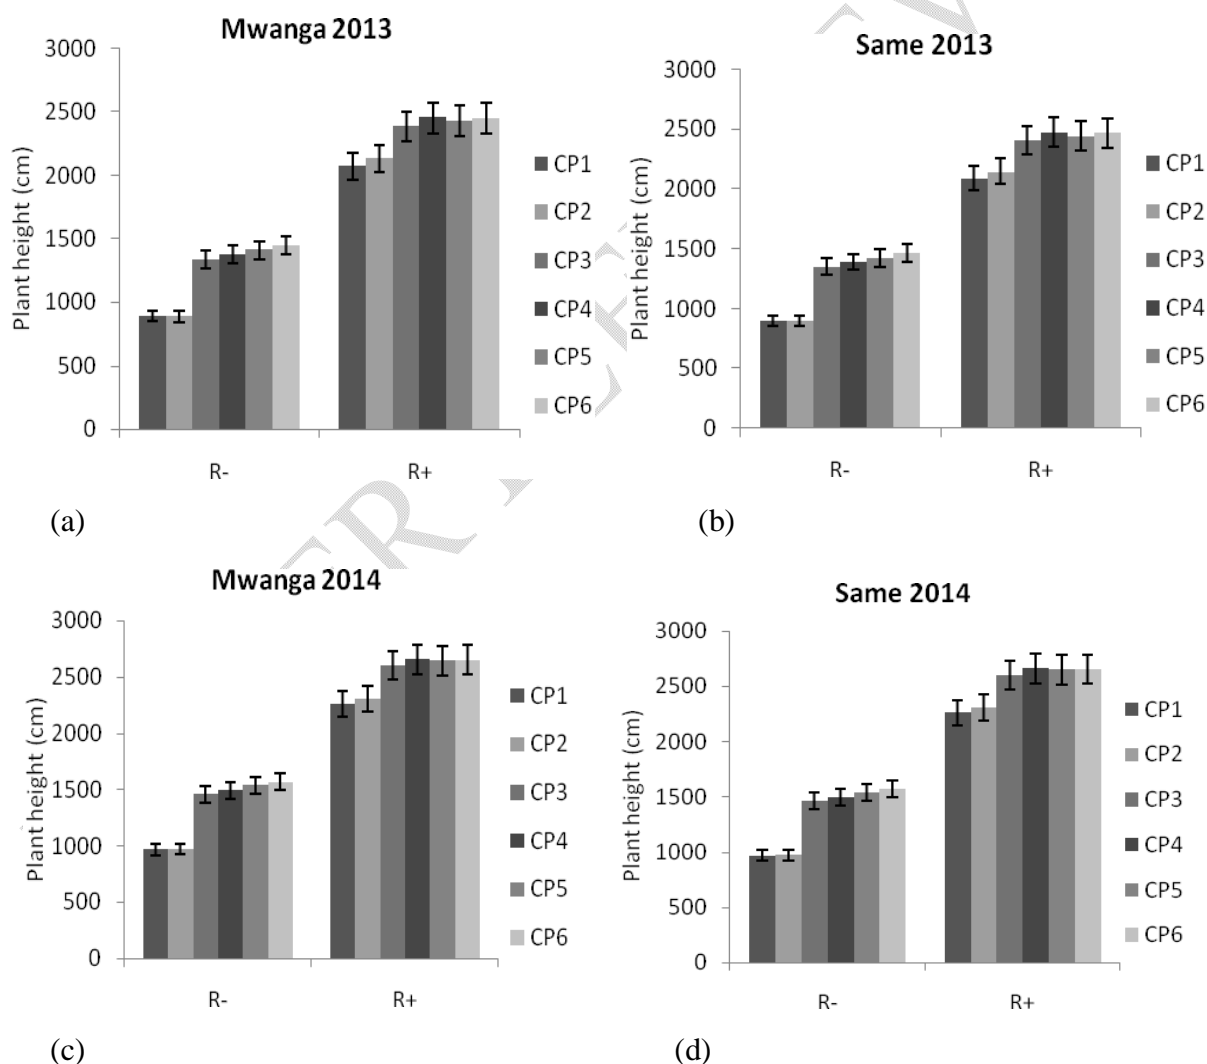 Mwanga 2013
Plant height (cm)
3000
2500
2000
1500
1000
500
0
R-
R+
CP1
CP2
CP3
CP4
CP5
CP6
(a)
Same 2013
Plant height (cm)
3000
2500
2000
1500
1000
500
0
R-
R+
CP1
CP2
CP3
CP4
CP5
CP6
(b)
Mwanga 2014
Plant height (cm)
3000
2500
2000
1500
1000
500
0
R-
R+
CP1
CP2
CP3
CP4
CP5
CP6
(c)
Same 2014
Plant height (cm)
3000
2500
2000
1500
1000
500
0
R-
R+
CP1
CP2
CP3
CP4
CP5
CP6
(d)